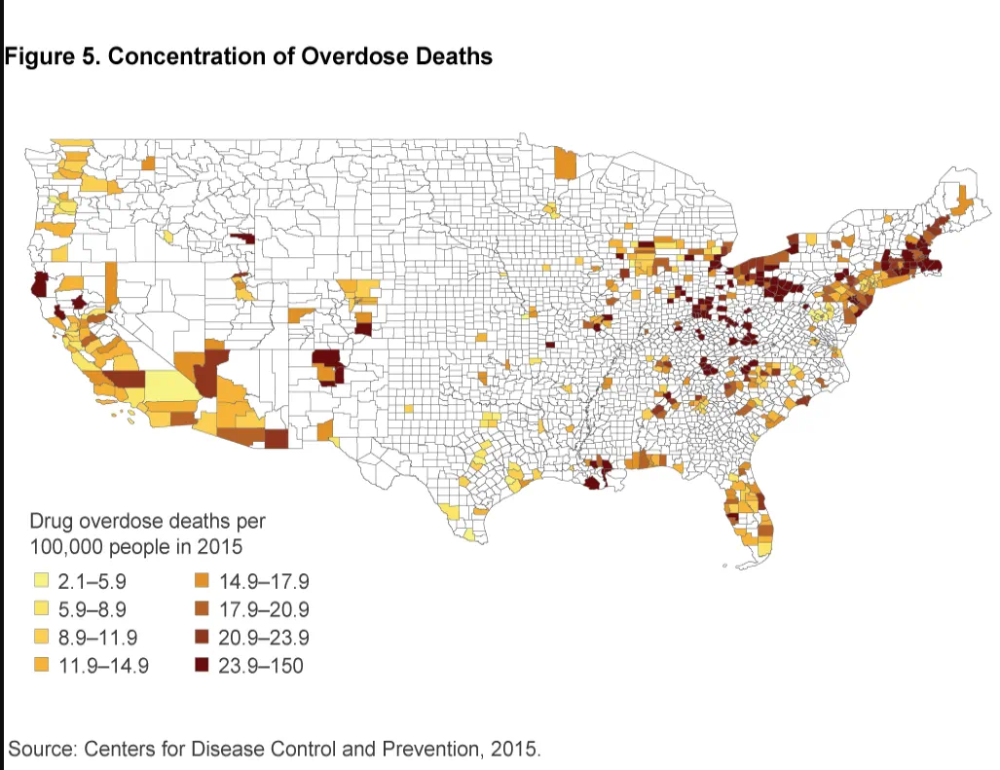 Figure 5. Concentration of Overdose Deaths
Drug overdose deaths per
100,000 people in 2015
2.1–5.9
5.9–8.9
8.9–11.9
11.9–14.9
14.9–17.9
17.9–20.9
20.9–23.9
23.9–150
Source: Centers for Disease Control and Prevention, 2015.